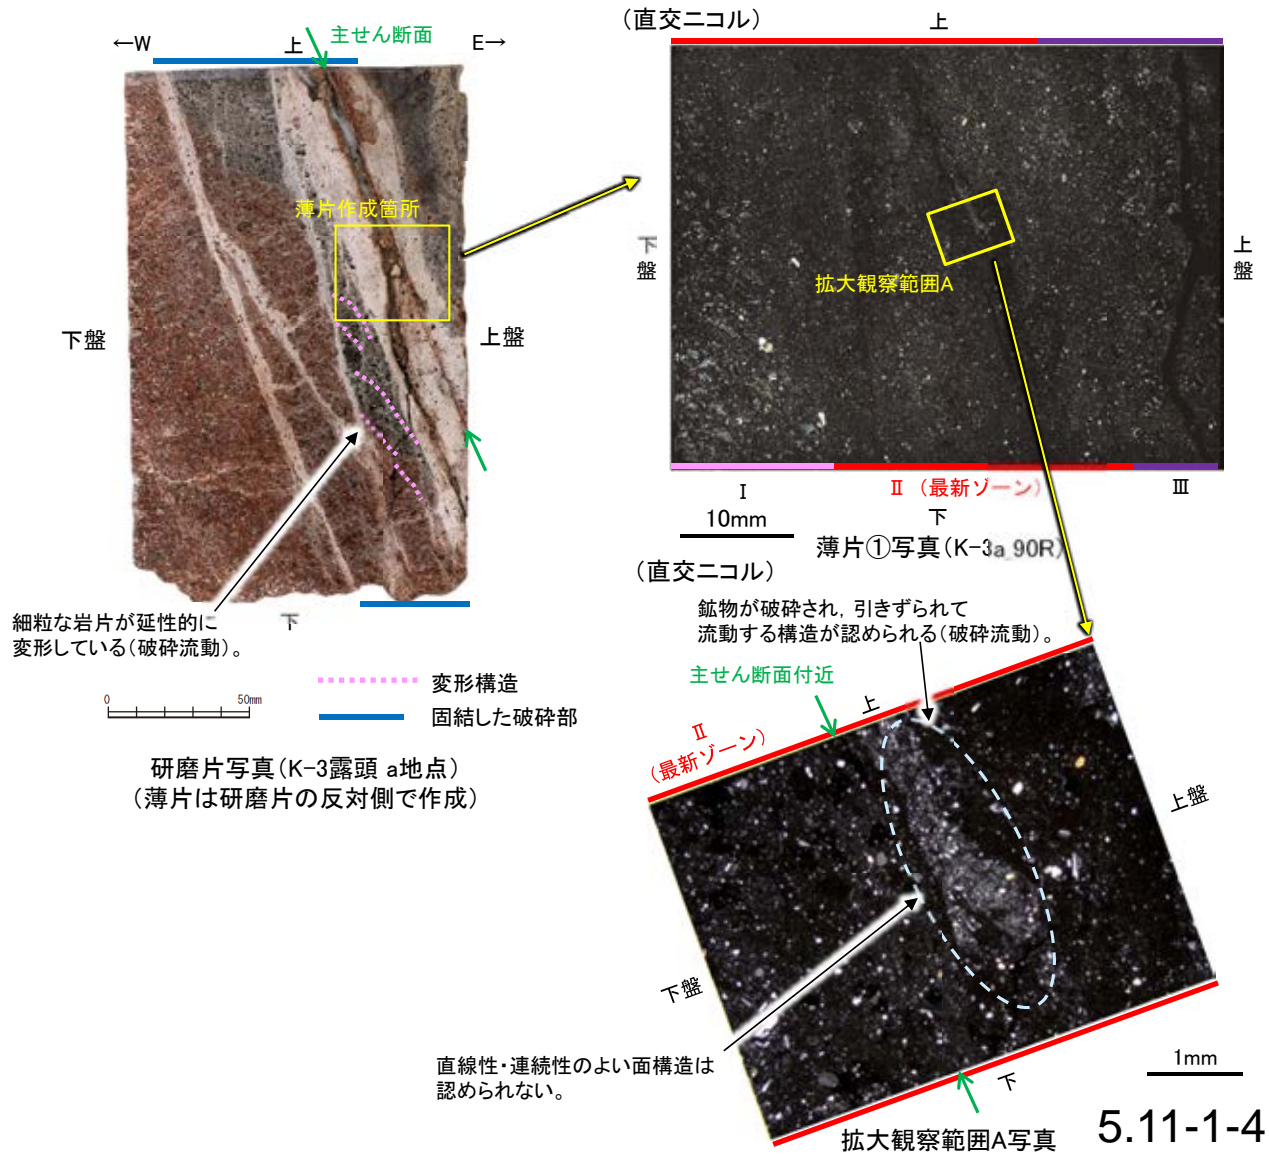 ←W
上
主せん断面
E→
薄片作成箇所
下盤
上盤
細粒な岩片が延性的に
変形している(破砕流動)。
下
0
50mm
変形構造
固結した破砕部
研磨片写真(K-3露頭 a地点)
(薄片は研磨片の反対側で作成)
(直交ニコル)
上
下
盤
上
盤
拡大観察範囲A
Ⅰ
Ⅱ (最新ゾーン)
Ⅲ
10mm
下
薄片①写真(K-3a_90R)
(直交ニコル)
鉱物が破砕され,引きずられて
流動する構造が認められる(破砕流動)。
主せん断面付近
上
Ⅱ
(最新ゾーン)
上盤
下盤
直線性・連続性のよい面構造は
認められない。
下
1mm
拡大観察範囲A写真
5.11-1-4